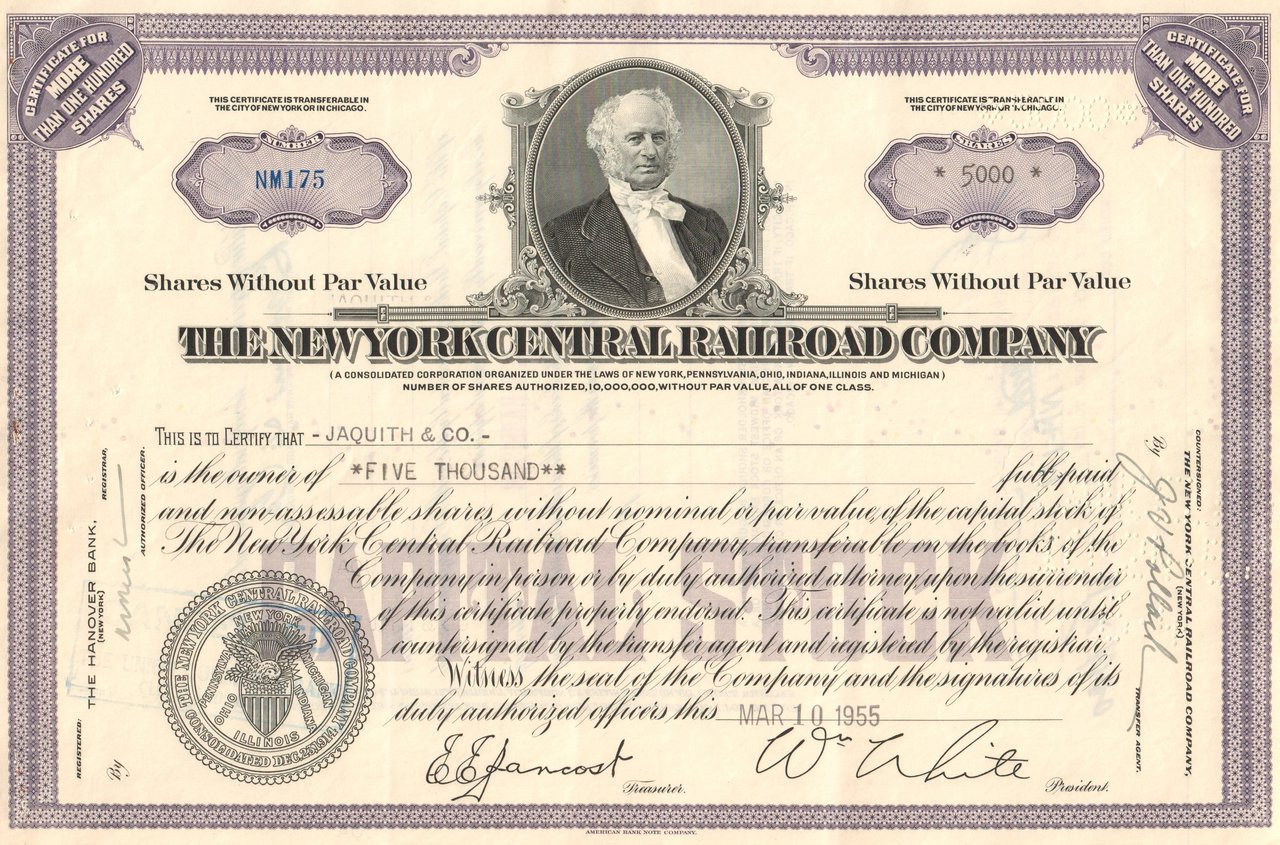 CERTIFICATE FOR
MORE
THAN ONE HUNDRED
SHARES
CERTIFICATE FOR
MORE
THAN ONE HUNDRED
SHARES
THIS CERTIFICATE IS TRANSFERABLE IN
THE CITY OF NEW YORK OR IN CHICAGO.
THIS CERTIFICATE IS TRANSFERABLE IN
THE CITY OF NEW YORK OR IN CHICAGO.
NUMBER
NM175
SHARES
* 5000 *
Shares Without Par Value
Shares Without Par Value
THE NEW YORK CENTRAL RAILROAD COMPANY
(A CONSOLIDATED CORPORATION ORGANIZED UNDER THE LAWS OF NEW YORK, PENNSYLVANIA, OHIO, INDIANA, ILLINOIS AND MICHIGAN)
NUMBER OF SHARES AUTHORIZED, 10,000,000, WITHOUT PAR VALUE, ALL OF ONE CLASS.
THIS IS TO CERTIFY THAT - JAQUITH & CO. -
is the owner of *FIVE THOUSAND** full-paid
and non-assessable shares without nominal or par value, of the capital stock of
The New York Central Railroad Company, transferable on the books of the
Company in person or by duly authorized attorney, upon the surrender
of this certificate properly endorsed. This certificate is not valid until
countersigned by the transfer agent and registered by the registrar.
Witness the seal of the Company and the signatures of its
duly authorized officers this MAR 10 1955
CAPITAL STOCK
THE NEW YORK CENTRAL RAILROAD COMPANY
CONSOLIDATED DEC. 23, 1914
NEW YORK
PENNSYLVANIA
MICHIGAN
OHIO
INDIANA
ILLINOIS
E E Jancost
Treasurer.
Wm White
President.
REGISTERED:
THE HANOVER BANK,
(NEW YORK)
REGISTRAR,
By
AUTHORIZED OFFICER.
COUNTERSIGNED:
THE NEW YORK CENTRAL RAILROAD COMPANY,
(NEW YORK)
By
TRANSFER AGENT.
AMERICAN BANK NOTE COMPANY.